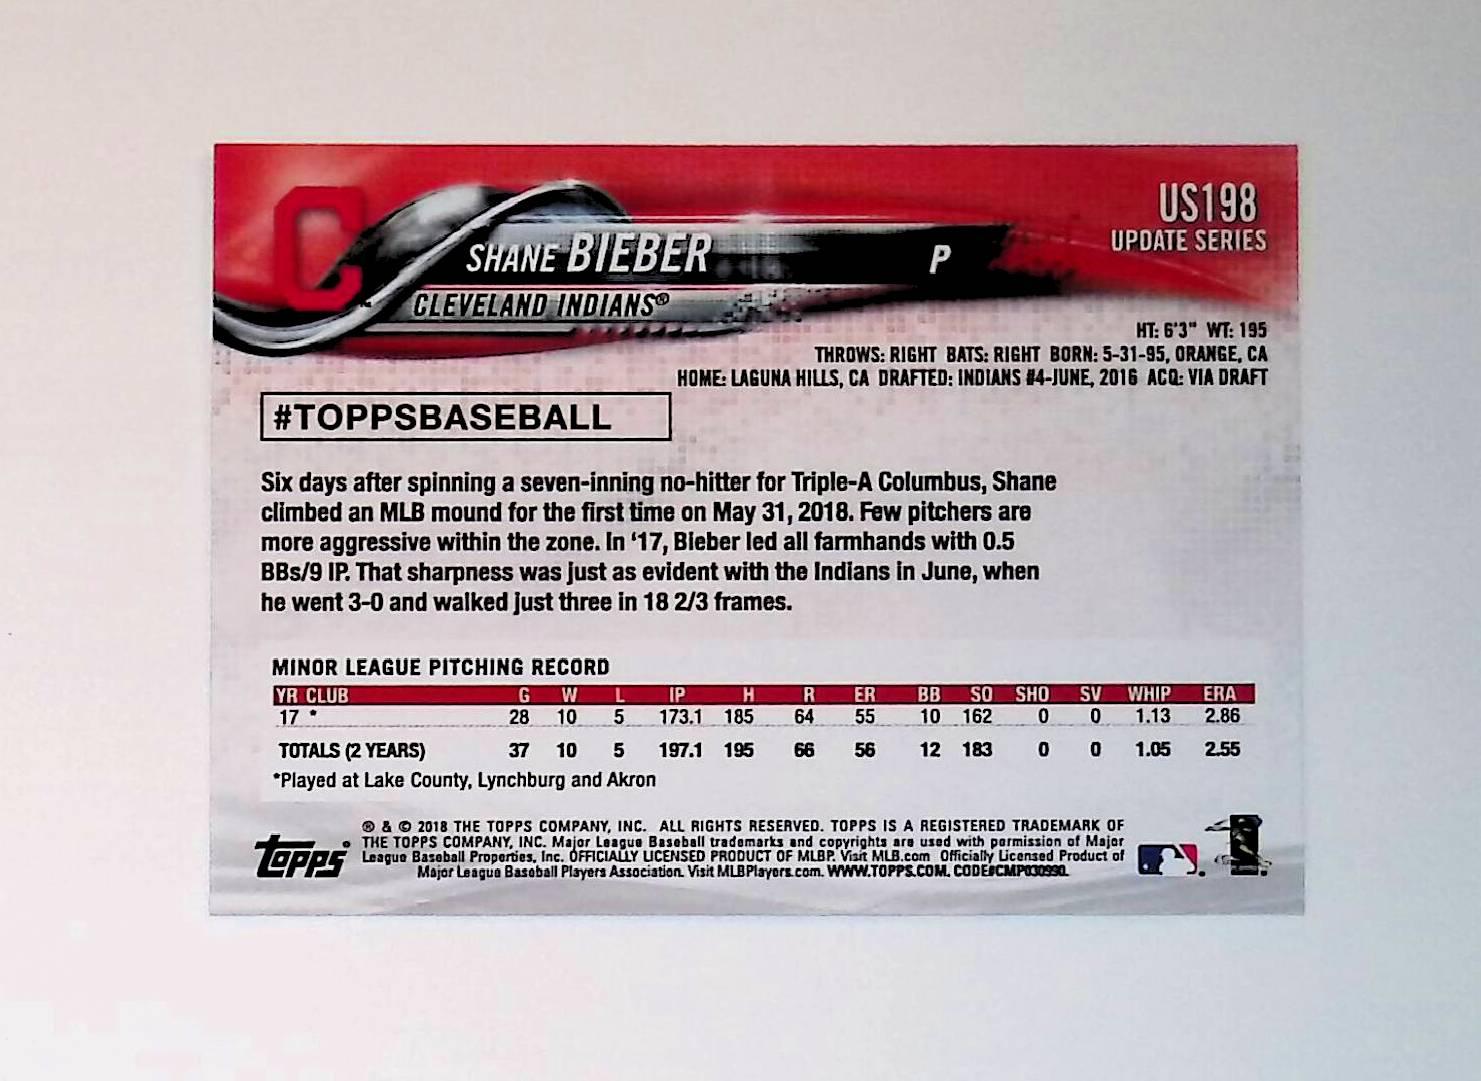 C
US198
UPDATE SERIES
SHANE BIEBER P
CLEVELAND INDIANS®
HT: 6'3" WT: 195
THROWS: RIGHT BATS: RIGHT BORN: 5-31-95, ORANGE, CA
HOME: LAGUNA HILLS, CA DRAFTED: INDIANS #4-JUNE, 2016 ACQ: VIA DRAFT
#TOPPSBASEBALL
Six days after spinning a seven-inning no-hitter for Triple-A Columbus, Shane
climbed an MLB mound for the first time on May 31, 2018. Few pitchers are
more aggressive within the zone. In ‘17, Bieber led all farmhands with 0.5
BBs/9 IP. That sharpness was just as evident with the Indians in June, when
he went 3-0 and walked just three in 18 2/3 frames.
MINOR LEAGUE PITCHING RECORD
YR CLUB G W L IP H R ER BB SO SHO SV WHIP ERA
17 * 28 10 5 173.1 185 64 55 10 162 0 0 1.13 2.86
TOTALS (2 YEARS) 37 10 5 197.1 195 66 56 12 183 0 0 1.05 2.55
*Played at Lake County, Lynchburg and Akron
® & © 2018 THE TOPPS COMPANY, INC. ALL RIGHTS RESERVED. TOPPS IS A REGISTERED TRADEMARK OF
THE TOPPS COMPANY, INC. Major League Baseball trademarks and copyrights are used with permission of Major
League Baseball Properties, Inc. OFFICIALLY LICENSED PRODUCT OF MLBP. Visit MLB.com Officially Licensed Product of
Major League Baseball Players Association. Visit MLBPlayers.com. WWW.TOPPS.COM. CODE#CMP030990.
topps®